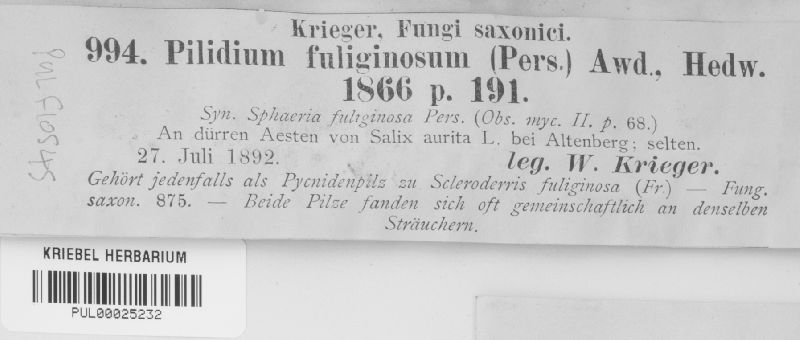 Krieger, Fungi saxonici.
994. Pilidium fuliginosum (Pers.) Awd., Hedw.
1866 p. 191.
Syn. Sphaeria fuliginosa Pers. (Obs. myc. II. p. 68.)
An dürren Aesten von Salix aurita L. bei Altenberg; selten.
27. Juli 1892. leg. W. Krieger.
Gehört jedenfalls als Pycnidenpilz zu Scleroderris fuliginosa (Fr.) — Fung.
saxon. 875. — Beide Pilze fanden sich oft gemeinschaftlich an denselben
Sträuchern.
KRIEBEL HERBARIUM
PUL00025232